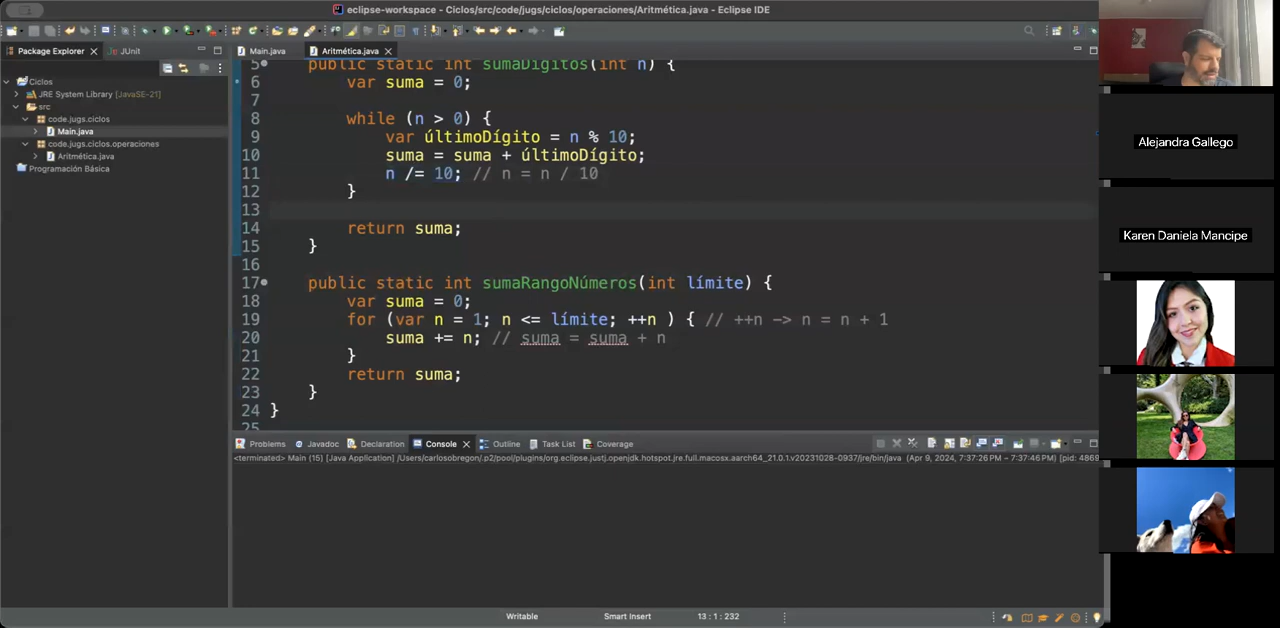 eclipse-workspace - Ciclos/src/code/jugs/ciclos/operaciones/Aritmética.java - Eclipse IDE
Package Explorer
JUnit
Main.java
Aritmética.java
Ciclos
JRE System Library [JavaSE-21]
src
code.jugs.ciclos
Main.java
code.jugs.ciclos.operaciones
Aritmética.java
Programación Básica
5 public static int sumaDígitos(int n) {
6 var suma = 0;
7
8 while (n > 0) {
9 var últimoDígito = n % 10;
10 suma = suma + últimoDígito;
11 n /= 10; // n = n / 10
12 }
13
14 return suma;
15 }
16
17 public static int sumaRangoNúmeros(int límite) {
18 var suma = 0;
19 for (var n = 1; n <= límite; ++n ) { // ++n -> n = n + 1
20 suma += n; // suma = suma + n
21 }
22 return suma;
23 }
24 }
25
Problems
Javadoc
Declaration
Console
Outline
Task List
Coverage
<terminated> Main (15) [Java Application] /Users/carlosobregon/.p2/pool/plugins/org.eclipse.justj.openjdk.hotspot.jre.full.macosx.aarch64_21.0.1.v20231028-0937/jre/bin/java (Apr 9, 2024, 7:37:26 PM – 7:37:46 PM) [pid: 4869
Writable
Smart Insert
13 : 1 : 232
Alejandra Gallego
Karen Daniela Mancipe